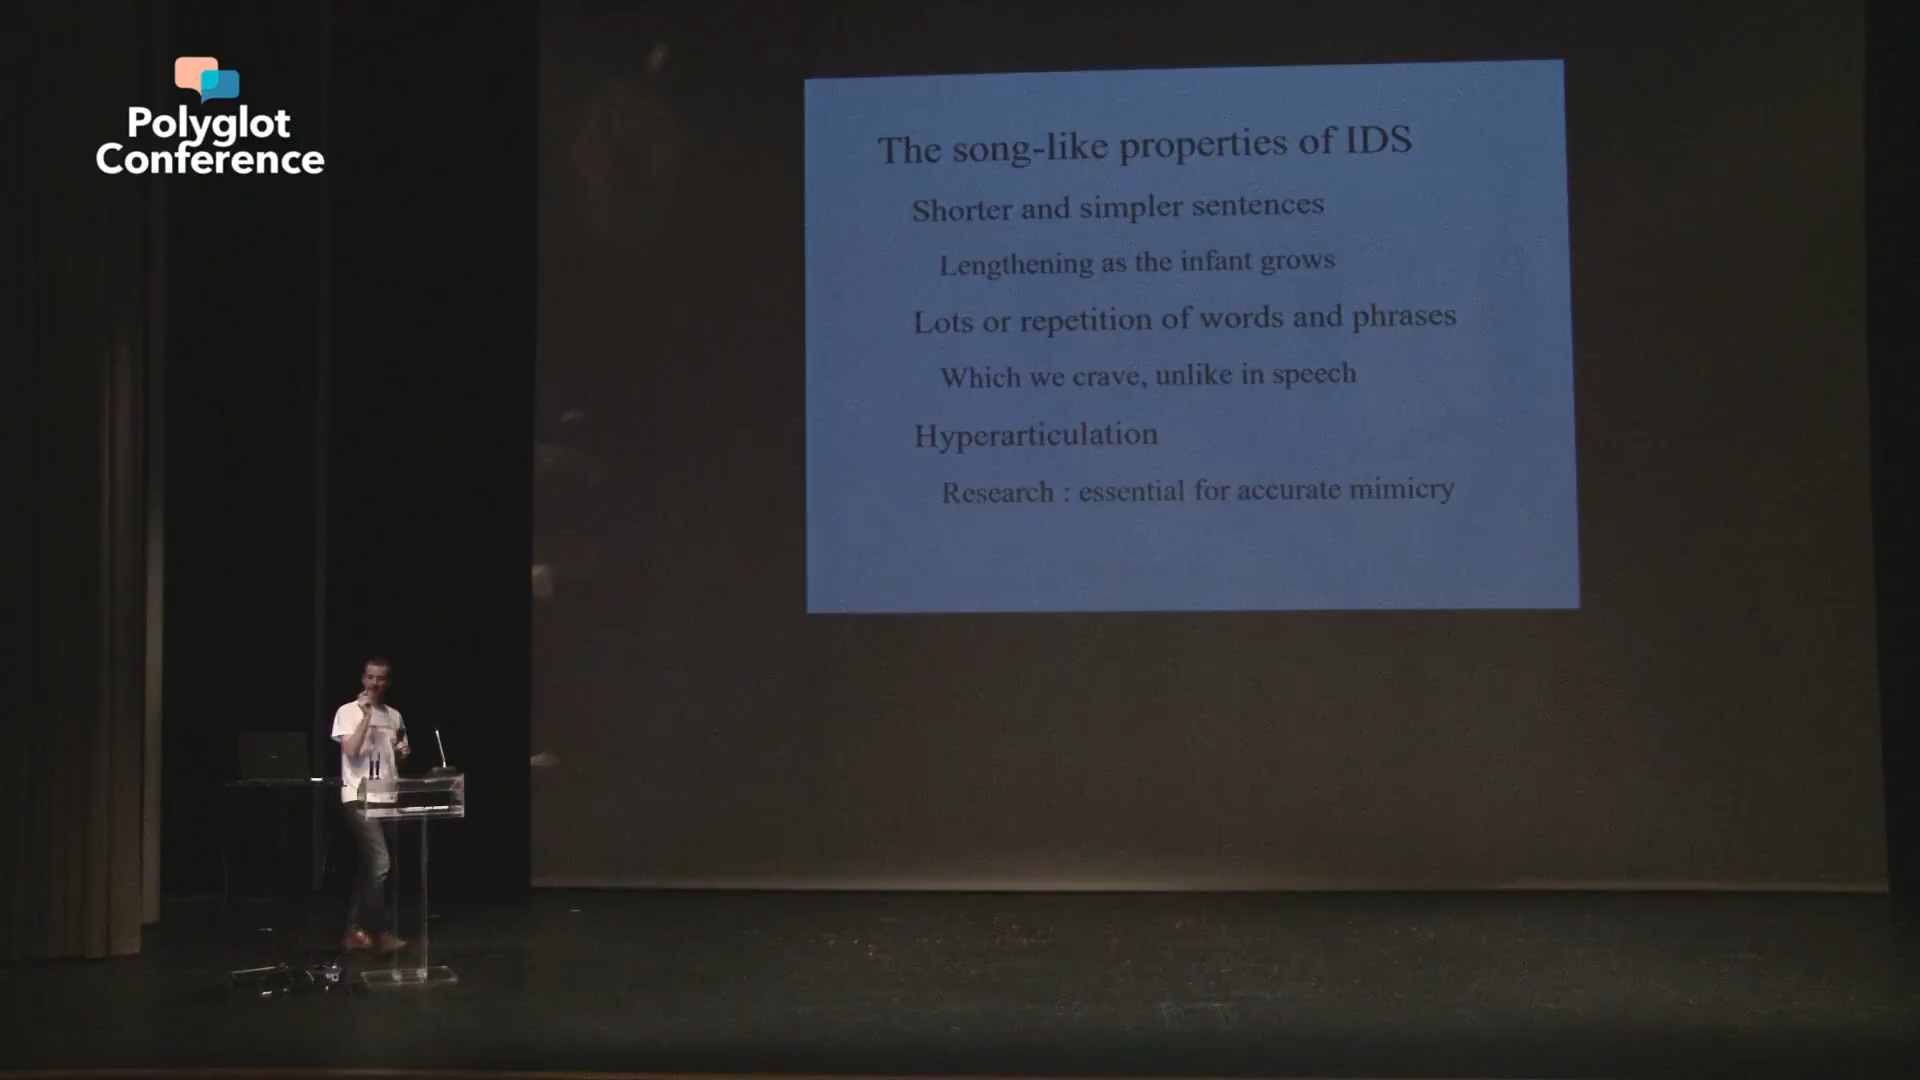 Polyglot
Conference
The song-like properties of IDS
Shorter and simpler sentences
Lengthening as the infant grows
Lots or repetition of words and phrases
Which we crave, unlike in speech
Hyperarticulation
Research : essential for accurate mimicry